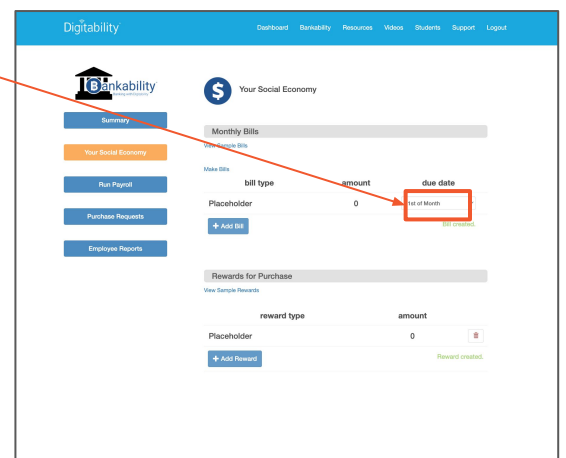 Digitability
Dashboard Bankability Resources Videos Students Support Logout
Bankability
Your Social Economy
Summary
Your Social Economy
Run Payroll
Purchase Requests
Employee Reports
Monthly Bills
View Sample Bills
Make Bills
bill type amount due date
Placeholder 0 1st of Month
+ Add Bill Bill created.
Rewards for Purchase
View Sample Rewards
reward type amount
Placeholder 0
+ Add Reward Reward created.